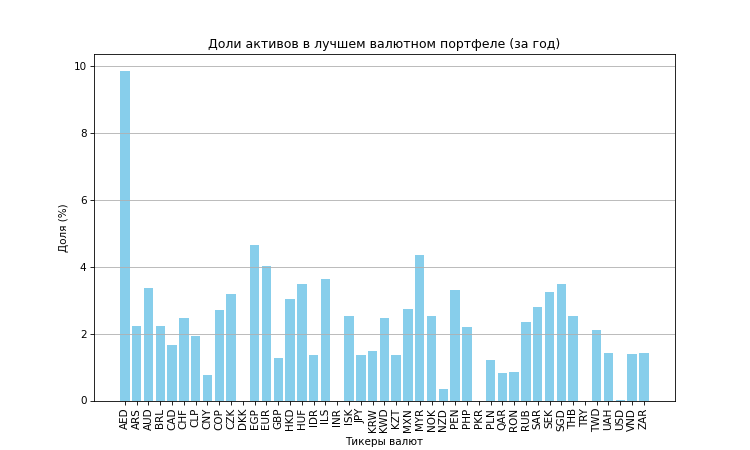 Доли активов в лучшем валютном портфеле (за год)
Доля (%)
10
8
6
4
2
0
AED ARS AUD BRL CAD CHF CLP CNY COP CZK DKK EGP EUR GBP HKD HUF IDR ILS INR ISK JPY KRW KWD KZT MXN MYR NOK NZD PEN PHP PKR PLN QAR RON RUB SAR SEK SGD THB TRY TWD UAH USD VND ZAR
Тикеры валют